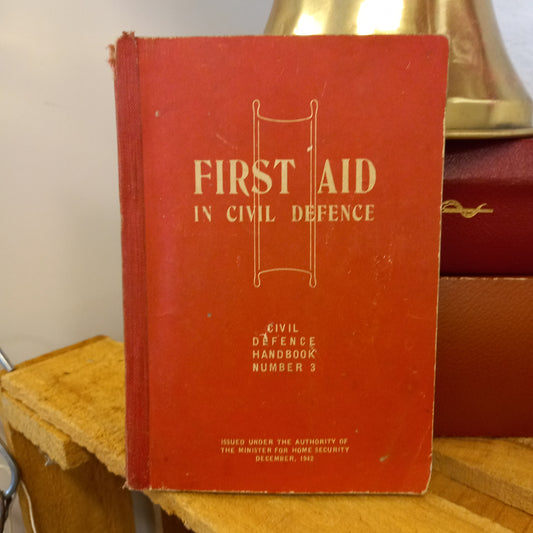 FIRST AID
IN CIVIL DEFENCE
CIVIL
DEFENCE
HANDBOOK
NUMBER 3
ISSUED UNDER THE AUTHORITY OF
THE MINISTER FOR HOME SECURITY
DECEMBER, 1942